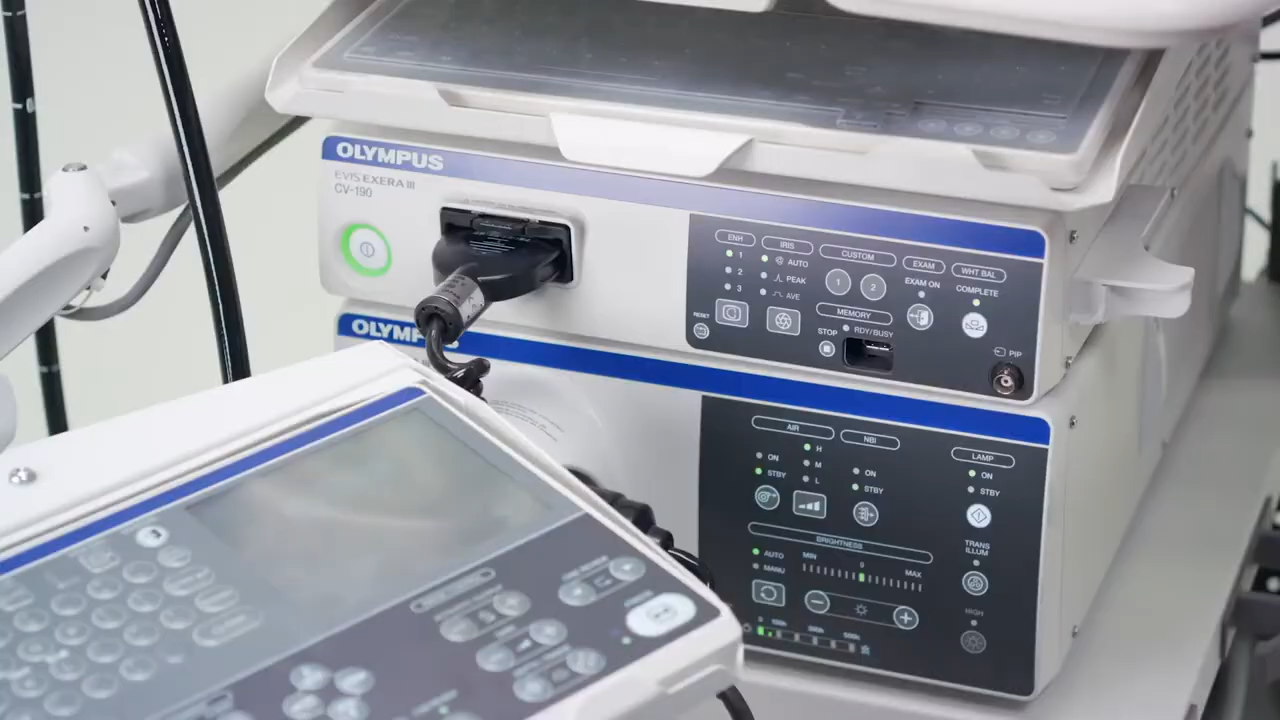 OLYMPUS
EVIS EXERA III
CV-190
ENH
1
2
3
IRIS
AUTO
PEAK
AVE
CUSTOM
1 2
EXAM
EXAM ON
WHT BAL
COMPLETE
RESET
MEMORY
STOP
RDY/BUSY
PIP
OLYMP
AIR
H
ON
M
STBY
L
NBI
ON
STBY
LAMP
ON
STBY
TRANS
ILLUM
HIGH
BRIGHTNESS
AUTO
MANU
MIN 0 MAX